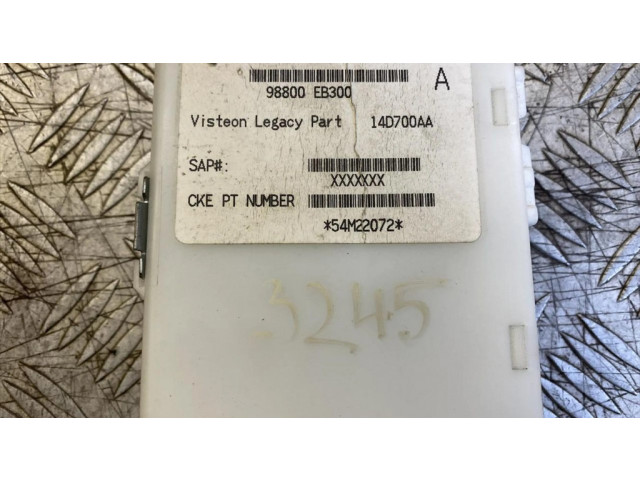 98800 EB300
A
Visteon Legacy Part 14D700AA
SAP#:
XXXXXXX
CKE PT NUMBER
*54M22072*
3245